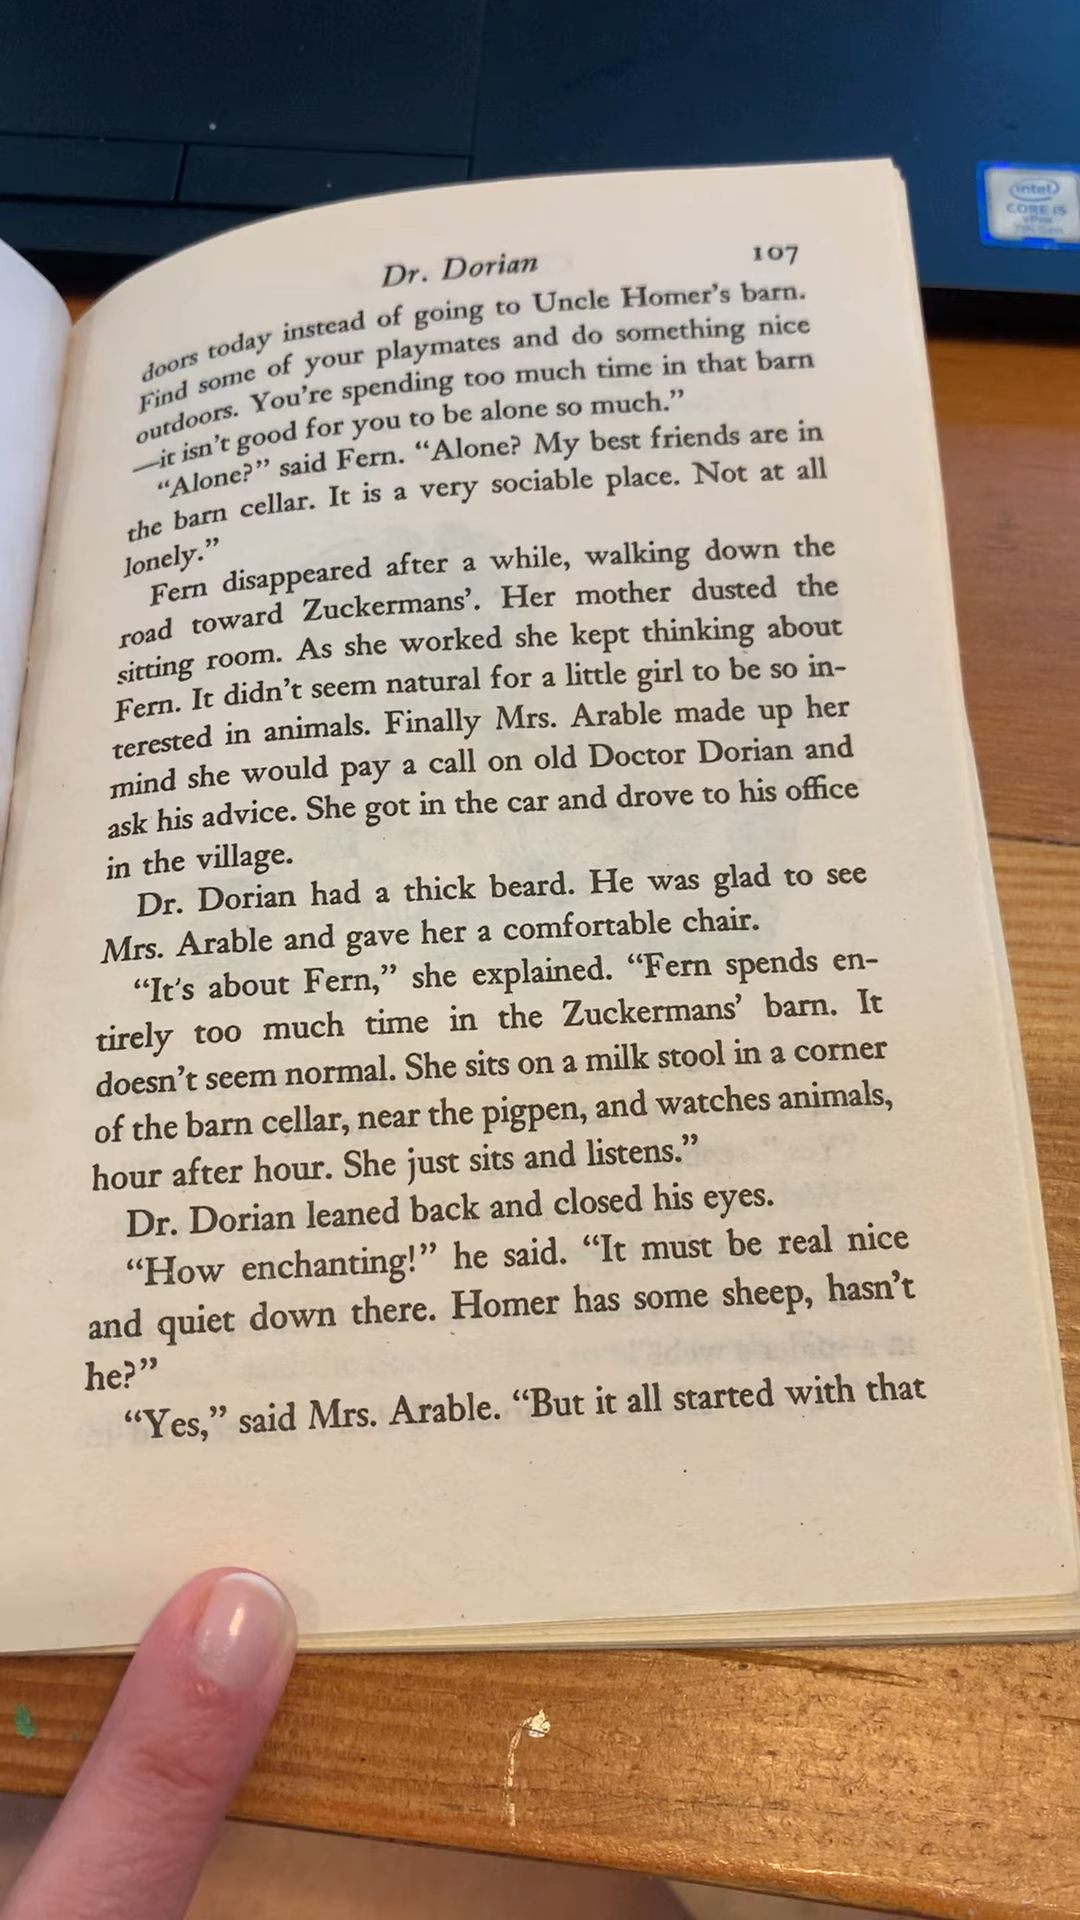 Dr. Dorian 107
doors today instead of going to Uncle Homer's barn.
Find some of your playmates and do something nice
outdoors. You're spending too much time in that barn
—it isn't good for you to be alone so much.”
“Alone?” said Fern. “Alone? My best friends are in
the barn cellar. It is a very sociable place. Not at all
lonely.”
Fern disappeared after a while, walking down the
road toward Zuckermans’. Her mother dusted the
sitting room. As she worked she kept thinking about
Fern. It didn’t seem natural for a little girl to be so in-
terested in animals. Finally Mrs. Arable made up her
mind she would pay a call on old Doctor Dorian and
ask his advice. She got in the car and drove to his office
in the village.
Dr. Dorian had a thick beard. He was glad to see
Mrs. Arable and gave her a comfortable chair.
“It’s about Fern,” she explained. “Fern spends en-
tirely too much time in the Zuckermans’ barn. It
doesn’t seem normal. She sits on a milk stool in a corner
of the barn cellar, near the pigpen, and watches animals,
hour after hour. She just sits and listens.”
Dr. Dorian leaned back and closed his eyes.
“How enchanting!” he said. “It must be real nice
and quiet down there. Homer has some sheep, hasn’t
he?”
“Yes,” said Mrs. Arable. “But it all started with that
intel
CORE i5
vPro
7th Gen